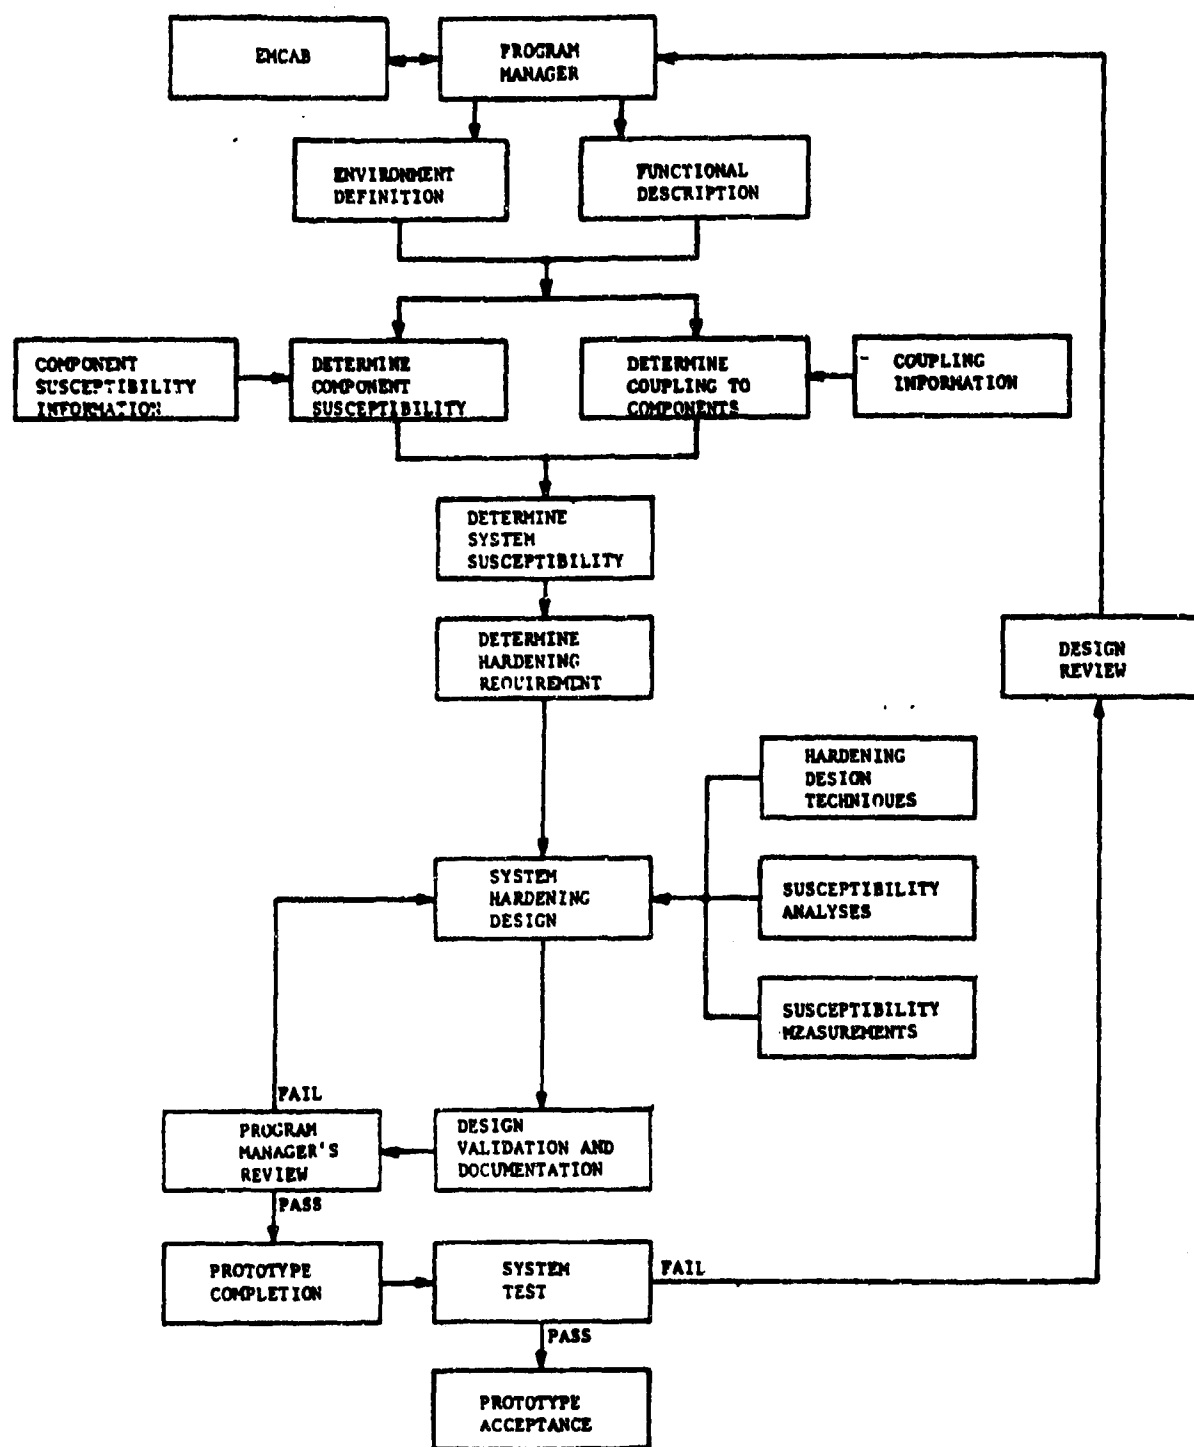 EMCAB
PROGRAM
MANAGER
ENVIRONMENT
DEFINITION
FUNCTIONAL
DESCRIPTION
COMPONENT
SUSCEPTIBILITY
INFORMATION
DETERMINE
COMPONENT
SUSCEPTIBILITY
DETERMINE
COUPLING TO
COMPONENTS
COUPLING
INFORMATION
DETERMINE
SYSTEM
SUSCEPTIBILITY
DETERMINE
HARDENING
REQUIREMENT
DESIGN
REVIEW
HARDENING
DESIGN
TECHNIQUES
SYSTEM
HARDENING
DESIGN
SUSCEPTIBILITY
ANALYSES
SUSCEPTIBILITY
MEASUREMENTS
FAIL
PROGRAM
MANAGER'S
REVIEW
DESIGN
VALIDATION AND
DOCUMENTATION
PASS
PROTOTYPE
COMPLETION
SYSTEM
TEST
FAIL
PASS
PROTOTYPE
ACCEPTANCE